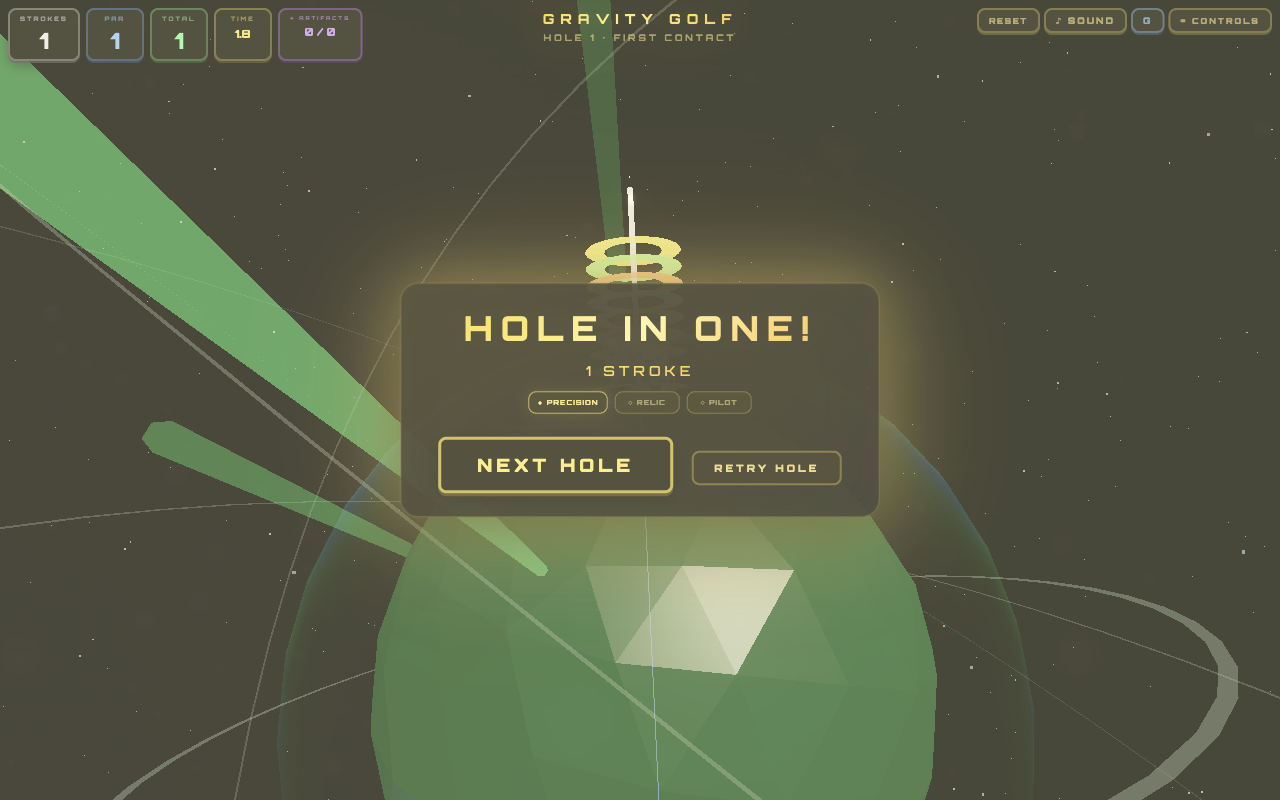 STROKES
1
PAR
1
TOTAL
1
TIME
1.8
ARTIFACTS
0/0
GRAVITY GOLF
HOLE 1 · FIRST CONTACT
RESET
♪ SOUND
G
≡ CONTROLS
HOLE IN ONE!
1 STROKE
◆ PRECISION
◇ RELIC
◇ PILOT
NEXT HOLE
RETRY HOLE